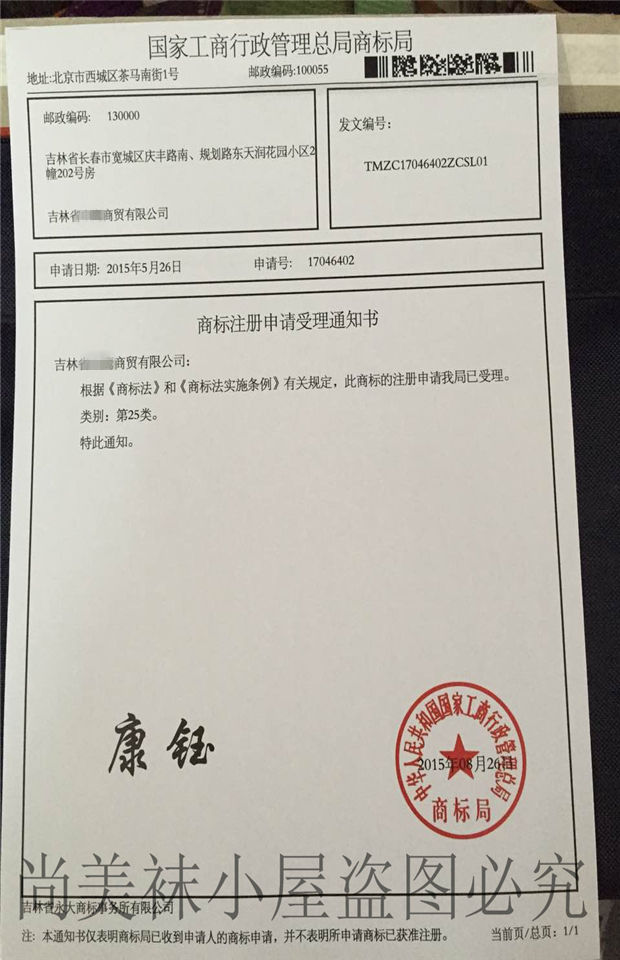 国家工商行政管理总局商标局
地址:北京市西城区茶马南街1号 邮政编码:100055
邮政编码: 130000
吉林省长春市宽城区庆丰路南、规划路东天润花园小区2
幢202号房
吉林省 商贸有限公司
发文编号:
TMZC17046402ZCSL01
申请日期: 2015年5月26日 申请号: 17046402
商标注册申请受理通知书
吉林省 商贸有限公司:
根据《商标法》和《商标法实施条例》有关规定，此商标的注册申请我局已受理。
类别: 第25类。
特此通知。
康钰
中华人民共和国国家工商行政管理总局
2015年08月26日
商标局
尚美袜小屋盗图必究
吉林省永大商标事务所有限公司
注: 本通知书仅表明商标局已收到申请人的商标申请，并不表明所申请商标已获准注册。 当前页/总页: 1/1